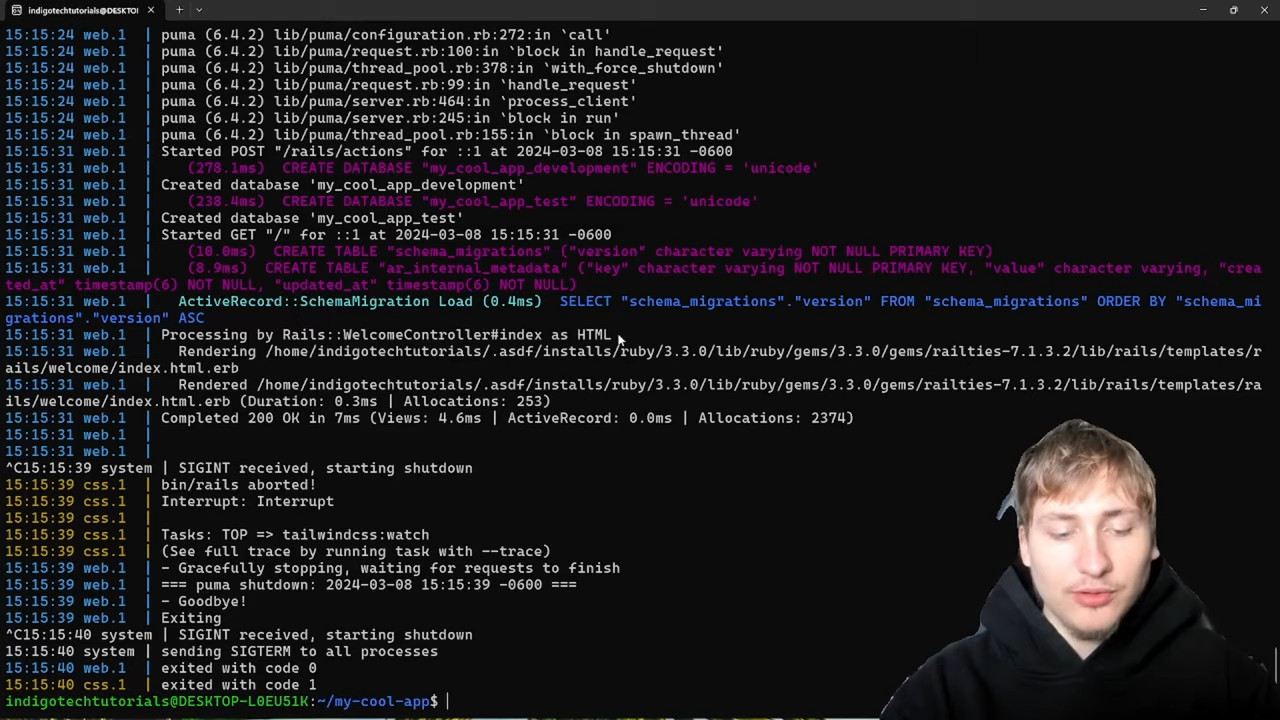 indigotechtutorials@DESKTO
15:15:24 web.1  | puma (6.4.2) lib/puma/configuration.rb:272:in `call'
15:15:24 web.1  | puma (6.4.2) lib/puma/request.rb:100:in `block in handle_request'
15:15:24 web.1  | puma (6.4.2) lib/puma/thread_pool.rb:378:in `with_force_shutdown'
15:15:24 web.1  | puma (6.4.2) lib/puma/request.rb:99:in `handle_request'
15:15:24 web.1  | puma (6.4.2) lib/puma/server.rb:464:in `process_client'
15:15:24 web.1  | puma (6.4.2) lib/puma/server.rb:245:in `block in run'
15:15:24 web.1  | puma (6.4.2) lib/puma/thread_pool.rb:155:in `block in spawn_thread'
15:15:31 web.1  | Started POST "/rails/actions" for ::1 at 2024-03-08 15:15:31 -0600
15:15:31 web.1  |    (278.1ms)  CREATE DATABASE "my_cool_app_development" ENCODING = 'unicode'
15:15:31 web.1  | Created database 'my_cool_app_development'
15:15:31 web.1  |    (238.4ms)  CREATE DATABASE "my_cool_app_test" ENCODING = 'unicode'
15:15:31 web.1  | Created database 'my_cool_app_test'
15:15:31 web.1  | Started GET "/" for ::1 at 2024-03-08 15:15:31 -0600
15:15:31 web.1  |    (10.0ms)  CREATE TABLE "schema_migrations" ("version" character varying NOT NULL PRIMARY KEY)
15:15:31 web.1  |    (8.9ms)  CREATE TABLE "ar_internal_metadata" ("key" character varying NOT NULL PRIMARY KEY, "value" character varying, "crea
ted_at" timestamp(6) NOT NULL, "updated_at" timestamp(6) NOT NULL)
15:15:31 web.1  |   ActiveRecord::SchemaMigration Load (0.4ms)  SELECT "schema_migrations"."version" FROM "schema_migrations" ORDER BY "schema_mi
grations"."version" ASC
15:15:31 web.1  | Processing by Rails::WelcomeController#index as HTML
15:15:31 web.1  |   Rendering /home/indigotechtutorials/.asdf/installs/ruby/3.3.0/lib/ruby/gems/3.3.0/gems/railties-7.1.3.2/lib/rails/templates/r
ails/welcome/index.html.erb
15:15:31 web.1  |   Rendered /home/indigotechtutorials/.asdf/installs/ruby/3.3.0/lib/ruby/gems/3.3.0/gems/railties-7.1.3.2/lib/rails/templates/ra
ils/welcome/index.html.erb (Duration: 0.3ms | Allocations: 253)
15:15:31 web.1  | Completed 200 OK in 7ms (Views: 4.6ms | ActiveRecord: 0.0ms | Allocations: 2374)
15:15:31 web.1  |
15:15:31 web.1  |
^C15:15:39 system | SIGINT received, starting shutdown
15:15:39 css.1  | bin/rails aborted!
15:15:39 css.1  | Interrupt: Interrupt
15:15:39 css.1  |
15:15:39 css.1  | Tasks: TOP => tailwindcss:watch
15:15:39 css.1  | (See full trace by running task with --trace)
15:15:39 web.1  | - Gracefully stopping, waiting for requests to finish
15:15:39 web.1  | === puma shutdown: 2024-03-08 15:15:39 -0600 ===
15:15:39 web.1  | - Goodbye!
15:15:39 web.1  | Exiting
^C15:15:40 system | SIGINT received, starting shutdown
15:15:40 system | sending SIGTERM to all processes
15:15:40 web.1  | exited with code 0
15:15:40 css.1  | exited with code 1
indigotechtutorials@DESKTOP-L0EU51K:~/my-cool-app$